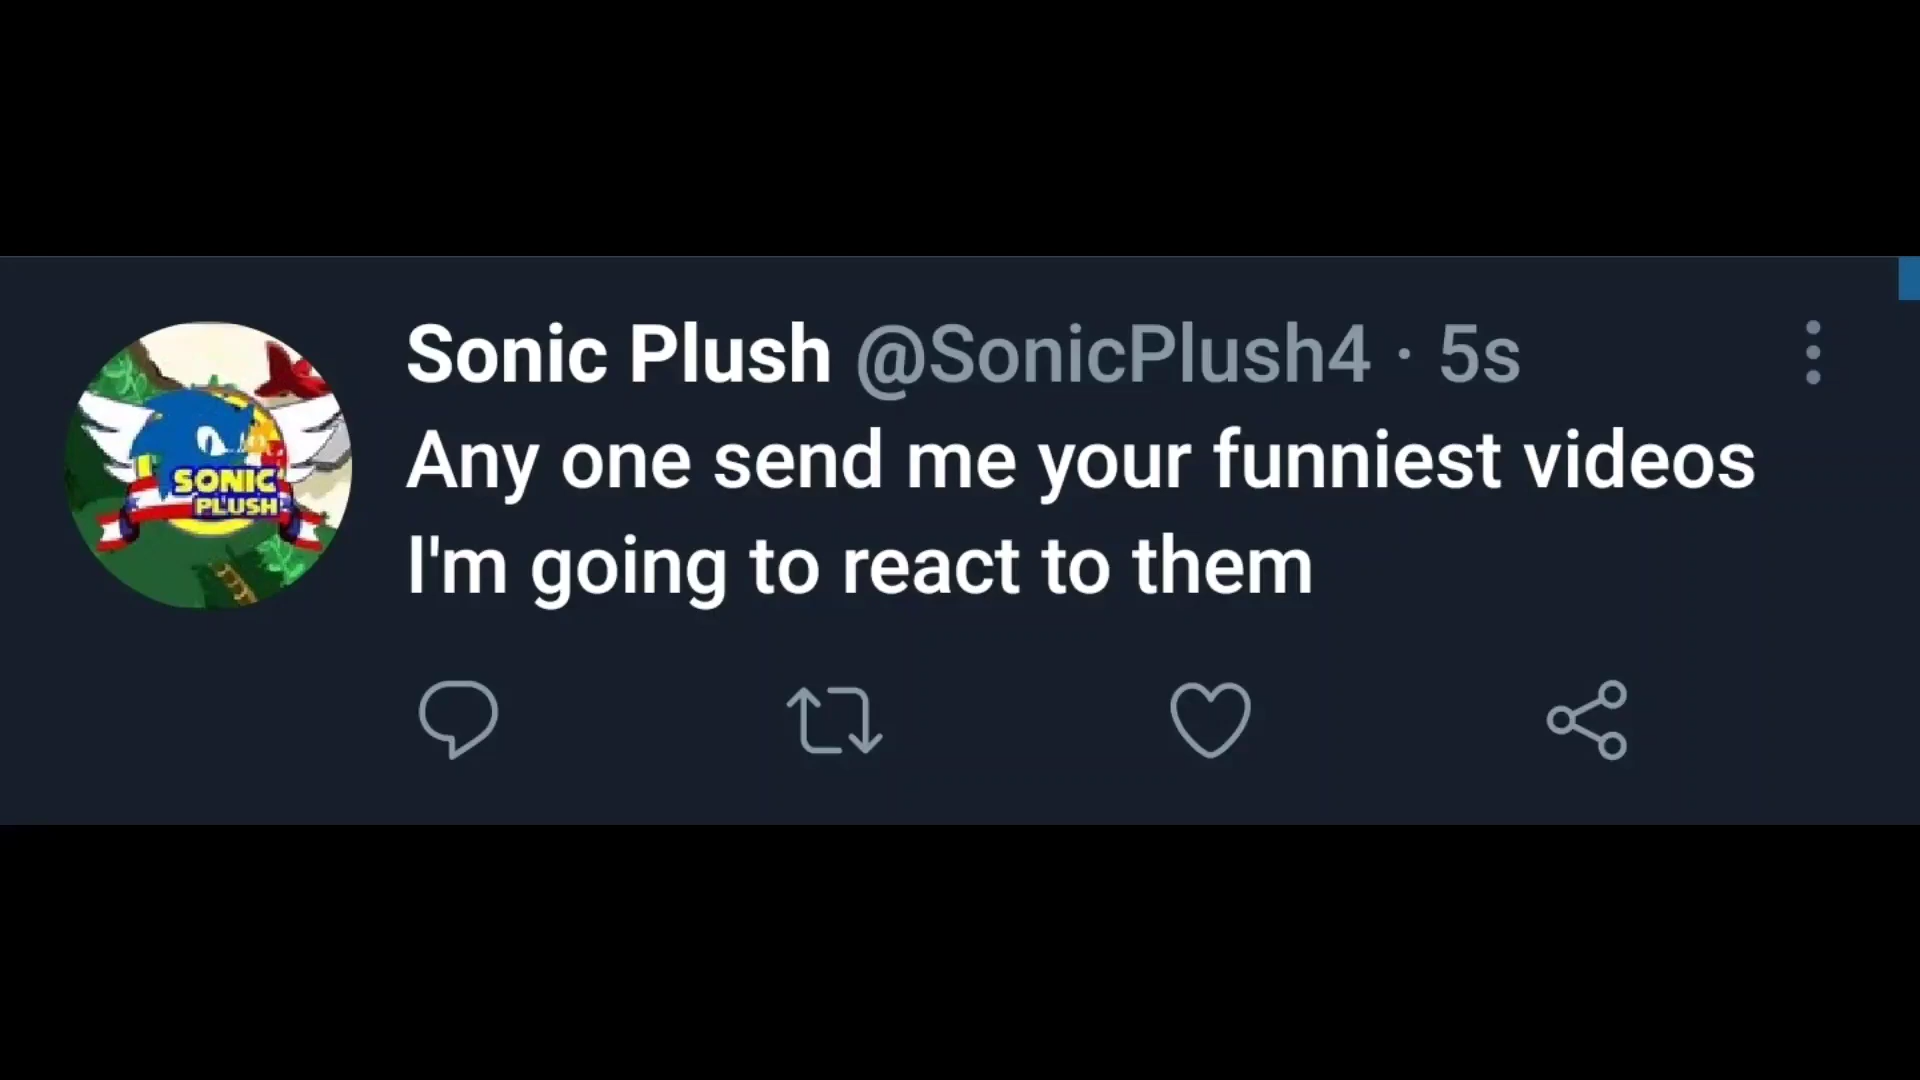 SONIC
PLUSH
Sonic Plush @SonicPlush4 · 5s
Any one send me your funniest videos
I'm going to react to them